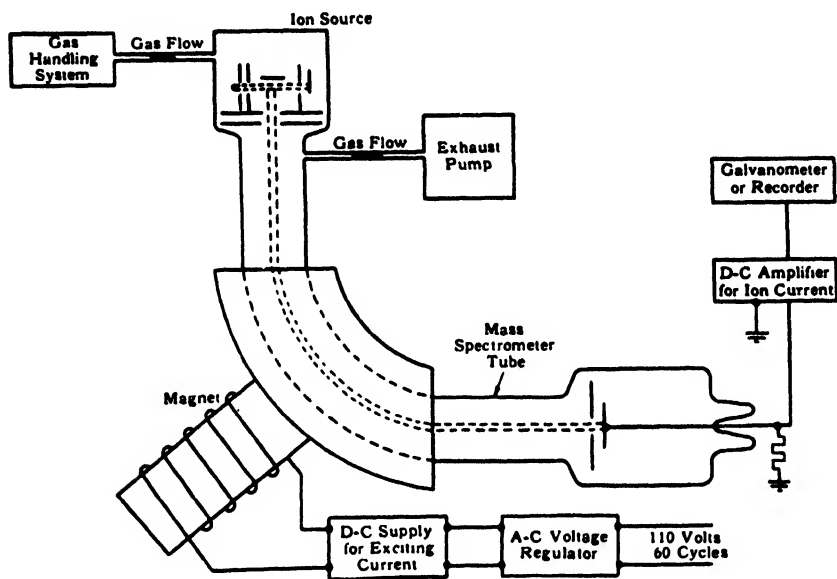 Ion Source
Gas
Handling
System
Gas Flow
Gas Flow
Exhaust
Pump
Galvanometer
or Recorder
D-C Amplifier
for Ion Current
Mass
Spectrometer
Tube
Magnet
D-C Supply
for Exciting
Current
A-C Voltage
Regulator
110 Volts
60 Cycles